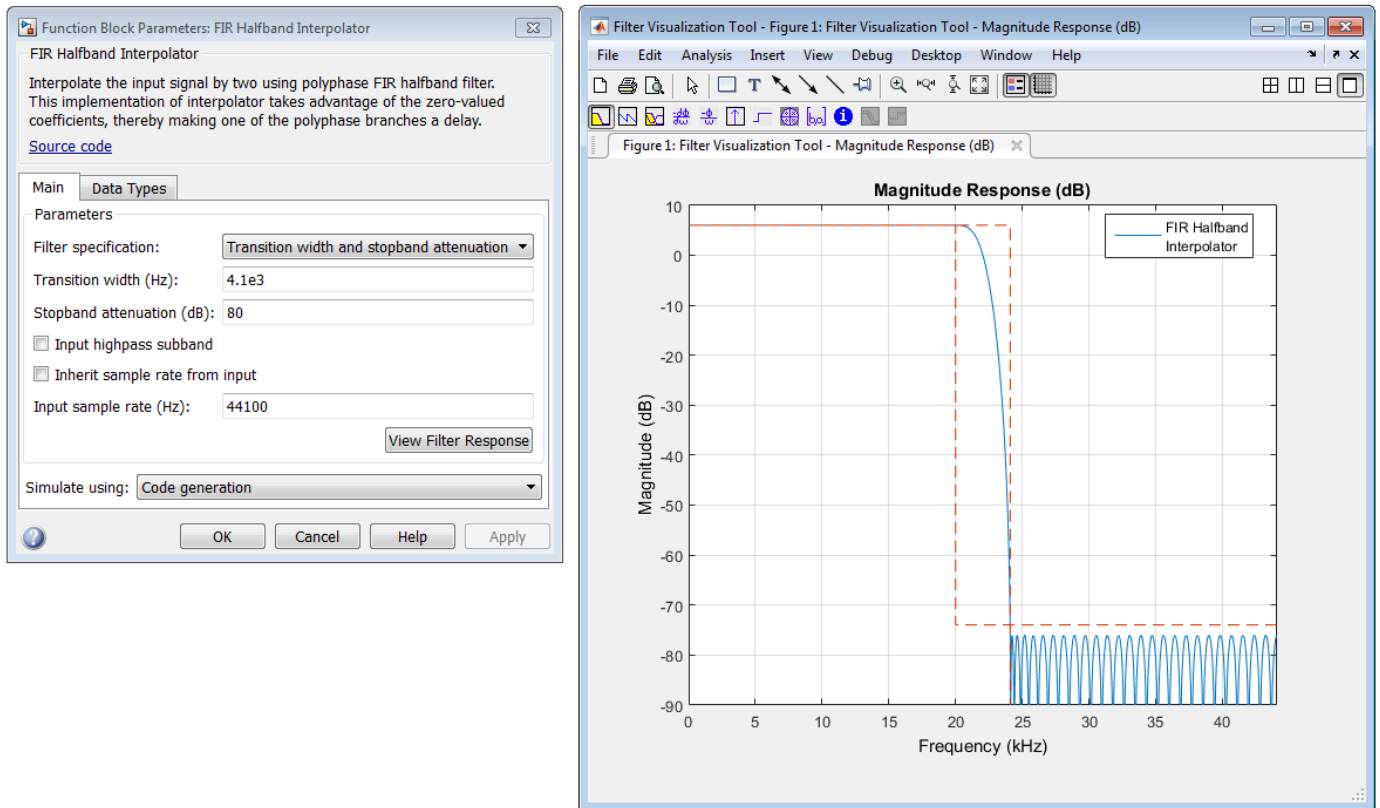 Function Block Parameters: FIR Halfband Interpolator
FIR Halfband Interpolator
Interpolate the input signal by two using polyphase FIR halfband filter.
This implementation of interpolator takes advantage of the zero-valued
coefficients, thereby making one of the polyphase branches a delay.
Source code
Main
Data Types
Parameters
Filter specification: Transition width and stopband attenuation
Transition width (Hz): 4.1e3
Stopband attenuation (dB): 80
Input highpass subband
Inherit sample rate from input
Input sample rate (Hz): 44100
View Filter Response
Simulate using: Code generation
OK Cancel Help Apply
Filter Visualization Tool - Figure 1: Filter Visualization Tool - Magnitude Response (dB)
File Edit Analysis Insert View Debug Desktop Window Help
Figure 1: Filter Visualization Tool - Magnitude Response (dB)
Magnitude Response (dB)
FIR Halfband
Interpolator
10
0
-10
-20
-30
-40
-50
-60
-70
-80
-90
Magnitude (dB)
0 5 10 15 20 25 30 35 40
Frequency (kHz)